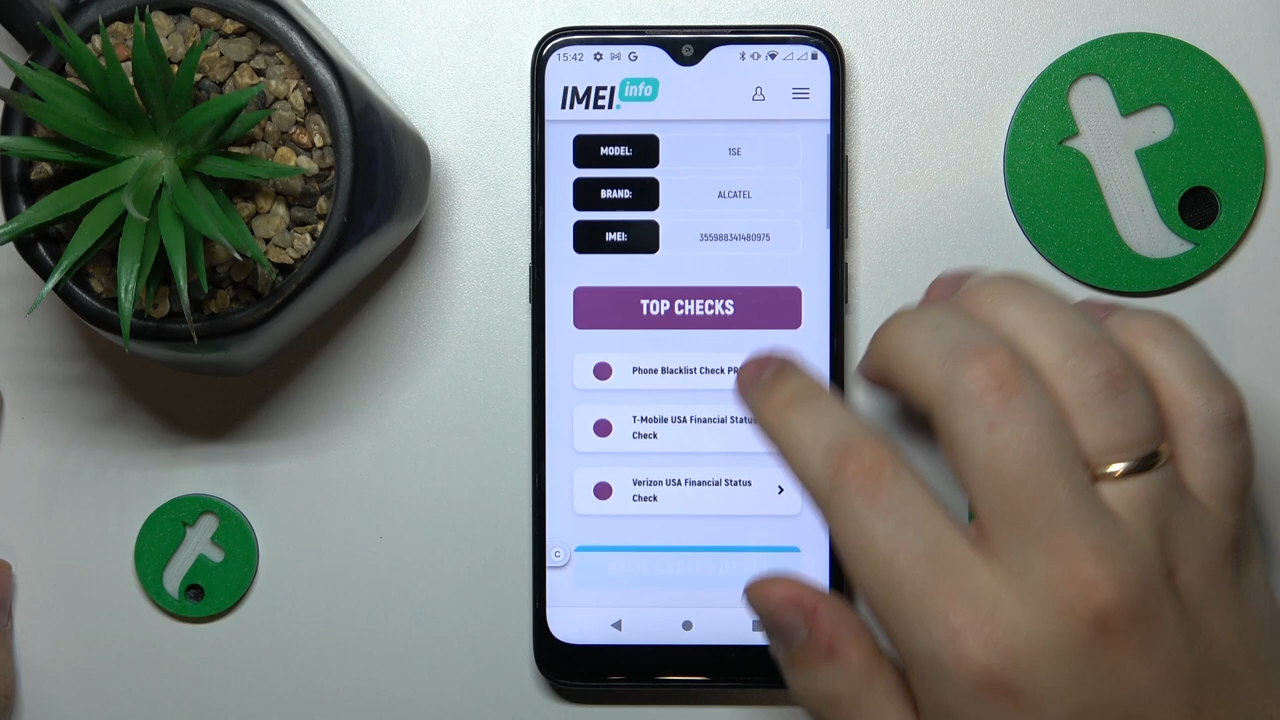 15:42
IMEI.info
MODEL: 1SE
BRAND: ALCATEL
IMEI: 355988341480975
TOP CHECKS
Phone Blacklist Check
T-Mobile USA Financial Status
Check
Verizon USA Financial Status
Check
C
t
t